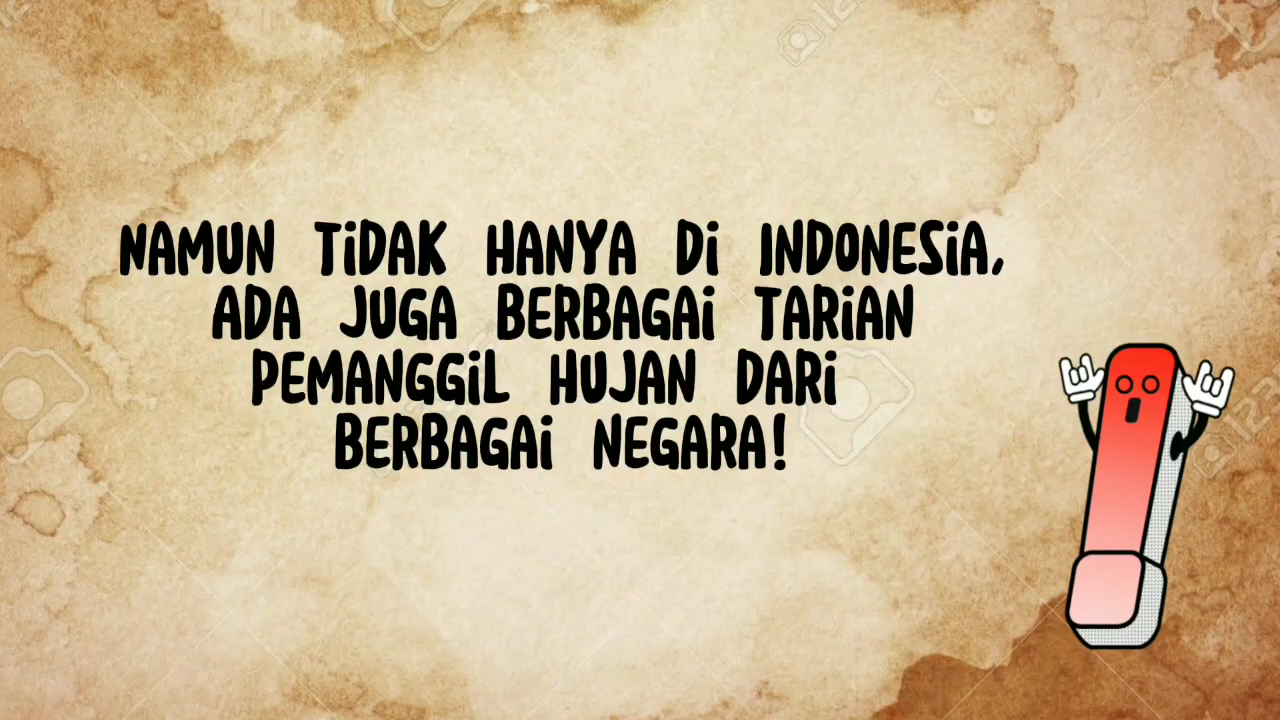 NAMUN TiDAK HANYA Di INDONESiA,
ADA JUGA BERBAGAi TARiAN
PEMANGGiL HUJAN DARi
BERBAGAi NEGARA!